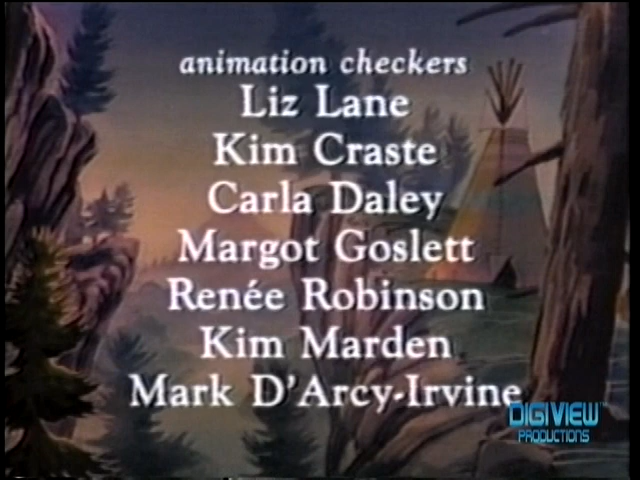 animation checkers
Liz Lane
Kim Craste
Carla Daley
Margot Goslett
Renée Robinson
Kim Marden
Mark D'Arcy-Irvine
DIGIVIEW
PRODUCTIONS